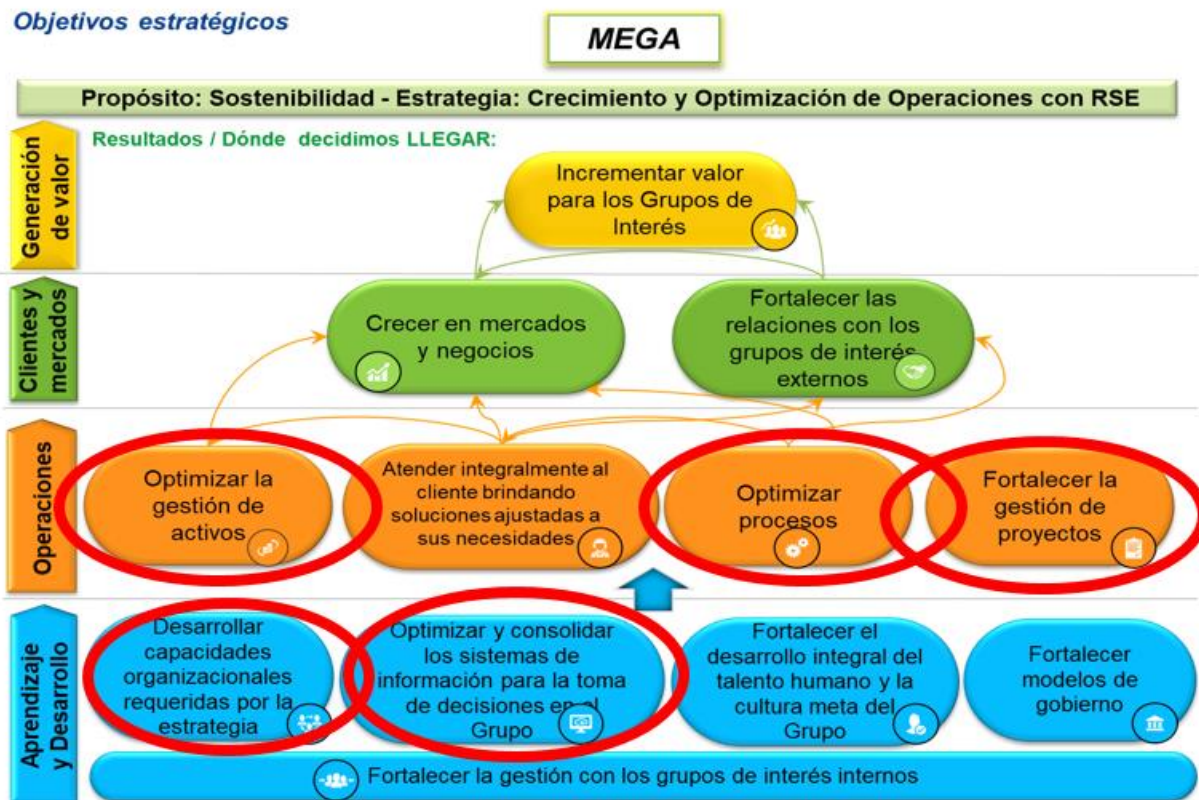 Objetivos estratégicos
MEGA
Propósito: Sostenibilidad - Estrategia: Crecimiento y Optimización de Operaciones con RSE
Generación
de valor
Resultados / Dónde decidimos LLEGAR:
Incrementar valor
para los Grupos de
Interés
Clientes y
mercados
Crecer en mercados
y negocios
Fortalecer las
relaciones con los
grupos de interés
externos
Operaciones
Optimizar la
gestión de
activos
Atender integralmente al
cliente brindando
soluciones ajustadas a
sus necesidades
Optimizar
procesos
Fortalecer la
gestión de
proyectos
Aprendizaje
y Desarrollo
Desarrollar
capacidades
organizacionales
requeridas por la
estrategia
Optimizar y consolidar
los sistemas de
información para la toma
de decisiones en el
Grupo
Fortalecer el
desarrollo integral del
talento humano y la
cultura meta del
Grupo
Fortalecer
modelos de
gobierno
Fortalecer la gestión con los grupos de interés internos